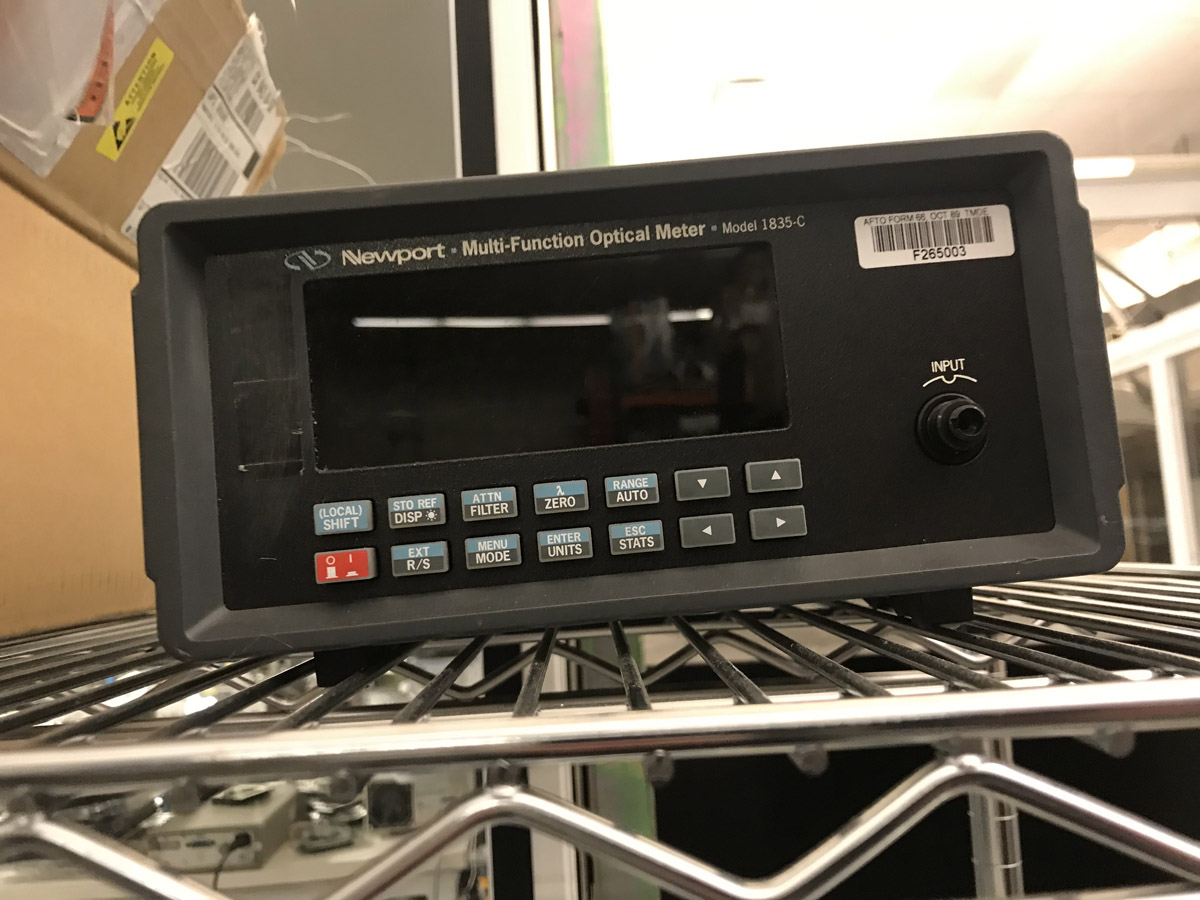 ATTENTION
Newport • Multi-Function Optical Meter • Model 1835-C
AFTO FORM 66, OCT 89 TMDE
F265003
INPUT
(LOCAL)
SHIFT
STO REF
DISP
ATTN
FILTER
λ
ZERO
RANGE
AUTO
▼
▲
O I
EXT
R/S
MENU
MODE
ENTER
UNITS
ESC
STATS
◄
►